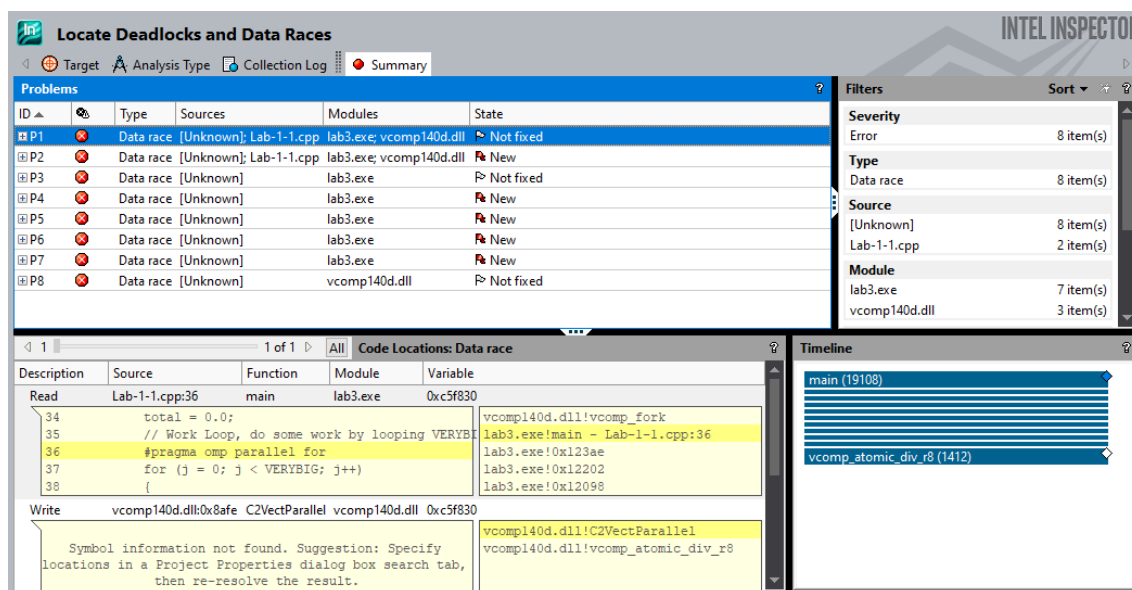 Locate Deadlocks and Data Races
INTEL INSPECTOR
Target Analysis Type Collection Log Summary
Problems ?
ID Type Sources Modules State
P1 Data race [Unknown]; Lab-1-1.cpp lab3.exe; vcomp140d.dll Not fixed
P2 Data race [Unknown]; Lab-1-1.cpp lab3.exe; vcomp140d.dll New
P3 Data race [Unknown] lab3.exe Not fixed
P4 Data race [Unknown] lab3.exe New
P5 Data race [Unknown] lab3.exe New
P6 Data race [Unknown] lab3.exe New
P7 Data race [Unknown] lab3.exe New
P8 Data race [Unknown] vcomp140d.dll Not fixed
Filters Sort ?
Severity
Error 8 item(s)
Type
Data race 8 item(s)
Source
[Unknown] 8 item(s)
Lab-1-1.cpp 2 item(s)
Module
lab3.exe 7 item(s)
vcomp140d.dll 3 item(s)
1 1 of 1 All Code Locations: Data race ?
Description Source Function Module Variable
Read Lab-1-1.cpp:36 main lab3.exe 0xc5f830
34 total = 0.0; vcomp140d.dll!vcomp_fork
35 // Work Loop, do some work by looping VERYBI lab3.exe!main - Lab-1-1.cpp:36
36 #pragma omp parallel for lab3.exe!0x123ae
37 for (j = 0; j < VERYBIG; j++) lab3.exe!0x12202
38 { lab3.exe!0x12098
Write vcomp140d.dll:0x8afe C2VectParallel vcomp140d.dll 0xc5f830
vcomp140d.dll!C2VectParallel
Symbol information not found. Suggestion: Specify vcomp140d.dll!vcomp_atomic_div_r8
locations in a Project Properties dialog box search tab,
then re-resolve the result.
Timeline ?
main (19108)
vcomp_atomic_div_r8 (1412)